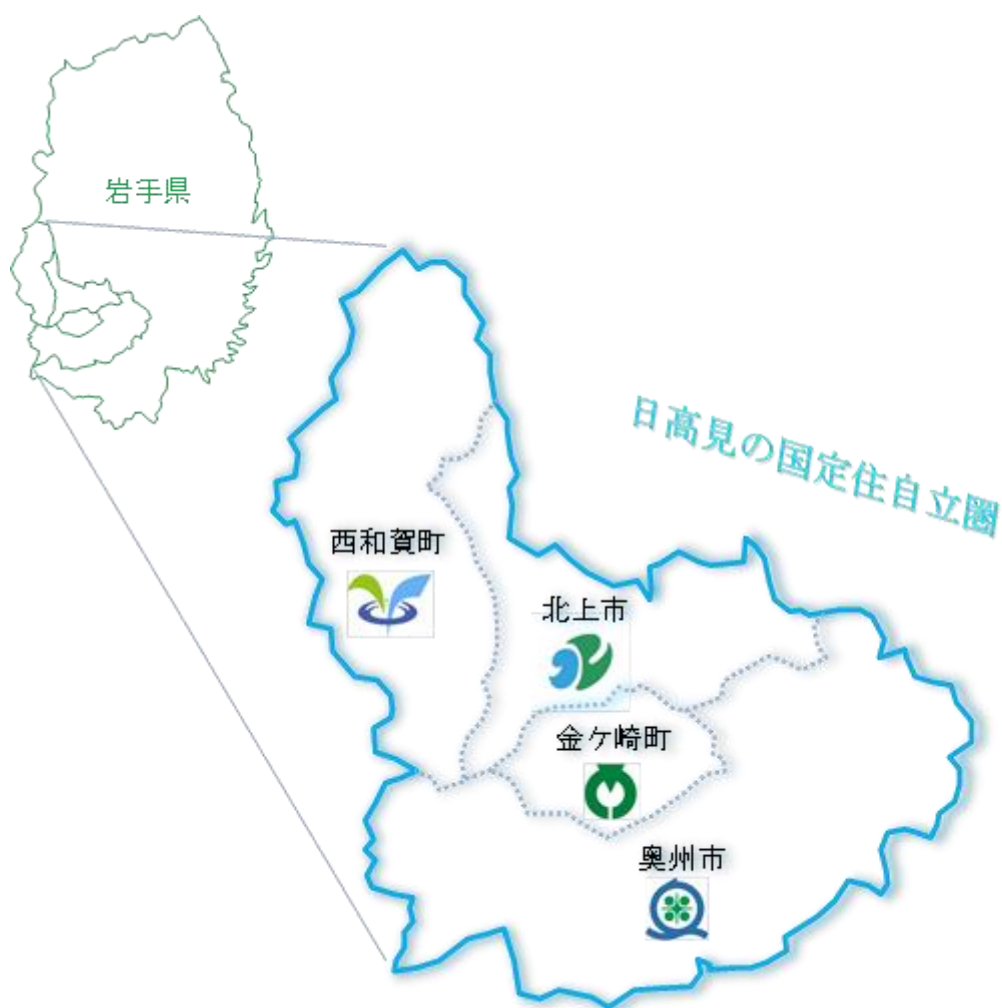 岩手県
日高見の国定住自立圏
西和賀町
北上市
金ケ崎町
奥州市